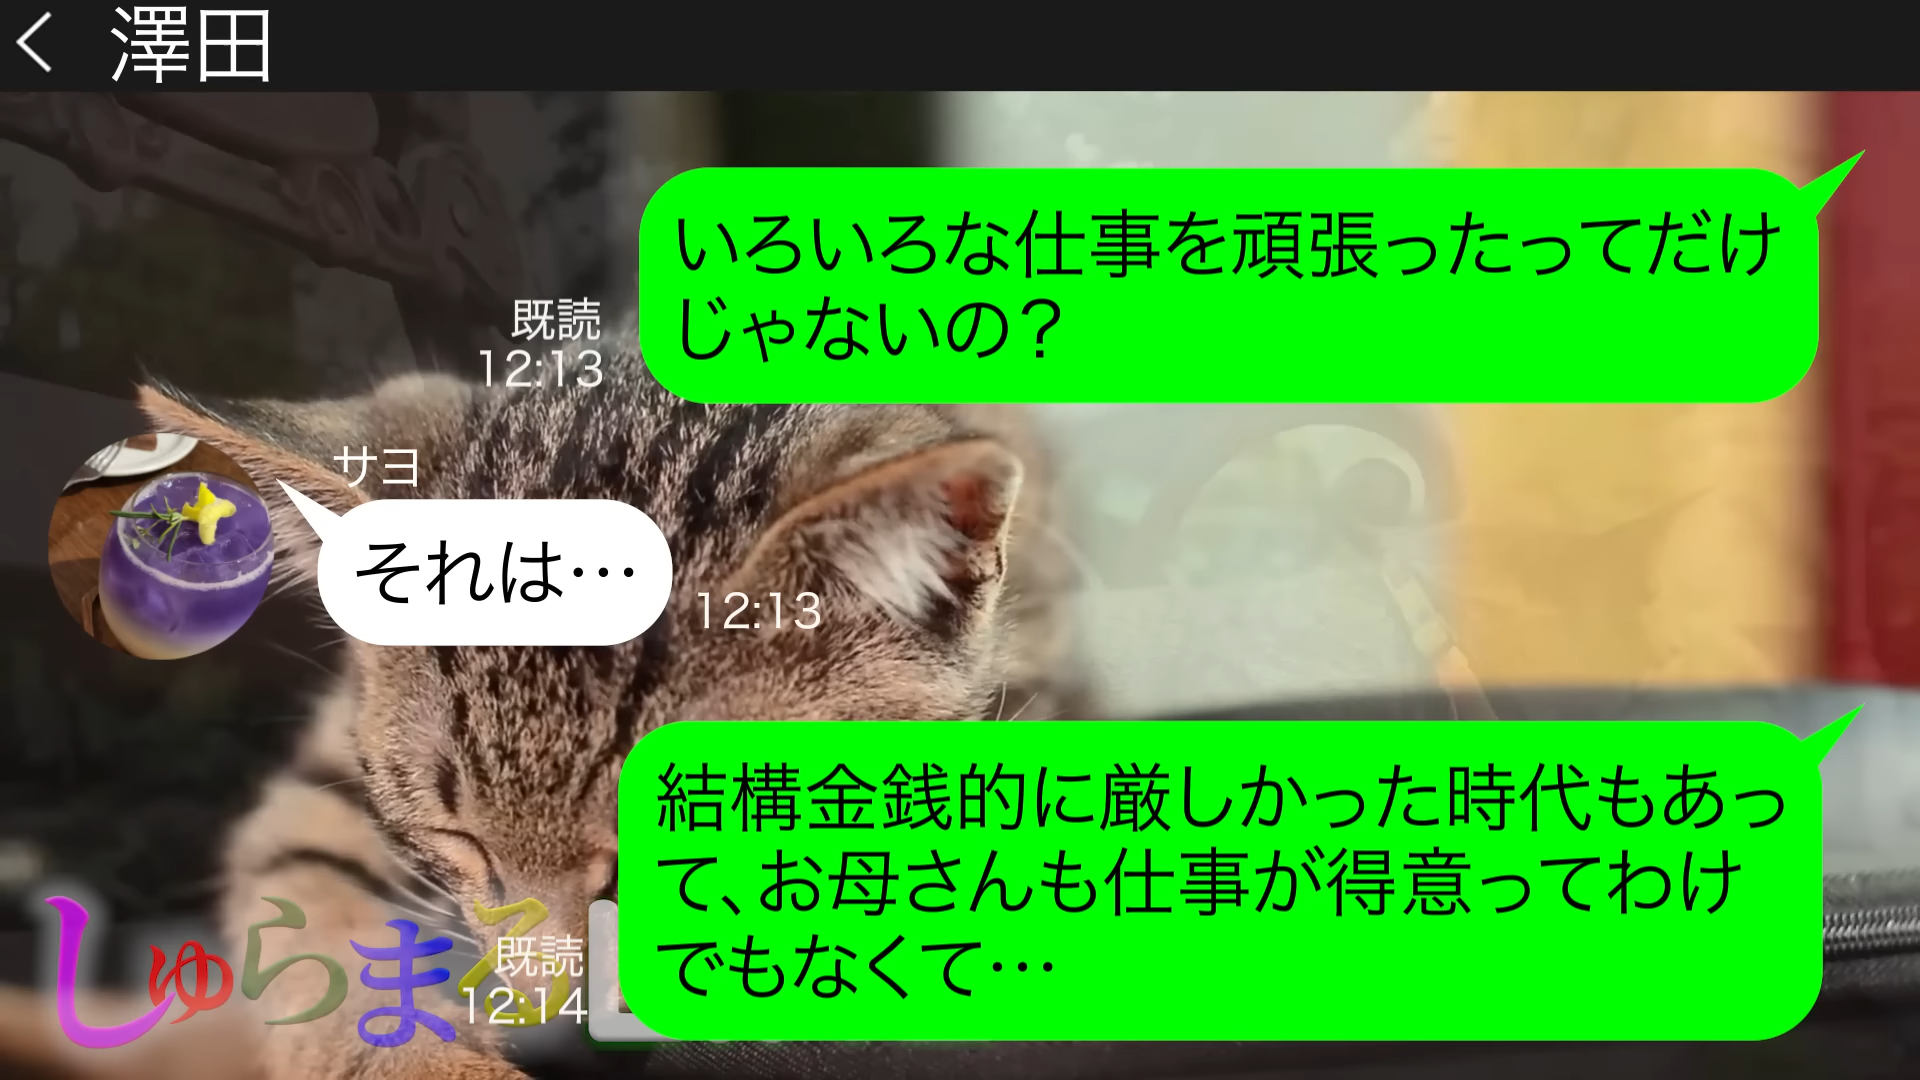 澤田
いろいろな仕事を頑張ったってだけ
じゃないの？
既読
12:13
サヨ
それは…
12:13
結構金銭的に厳しかった時代もあっ
て、お母さんも仕事が得意ってわけ
でもなくて…
既読
12:14
しゅらまる